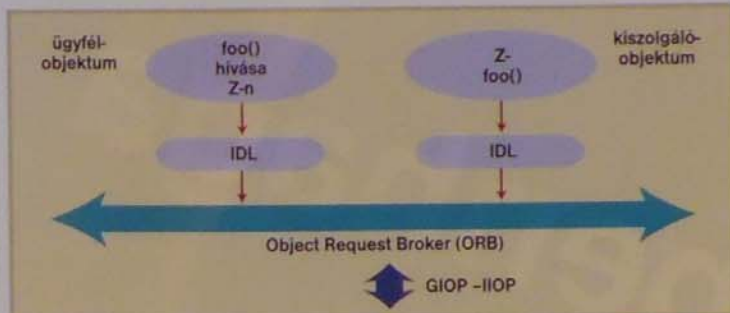 ügyfél-
objektum
foo()
hívása
Z-n
Z-
foo()
kiszolgáló-
objektum
IDL
IDL
Object Request Broker (ORB)
GIOP –IIOP